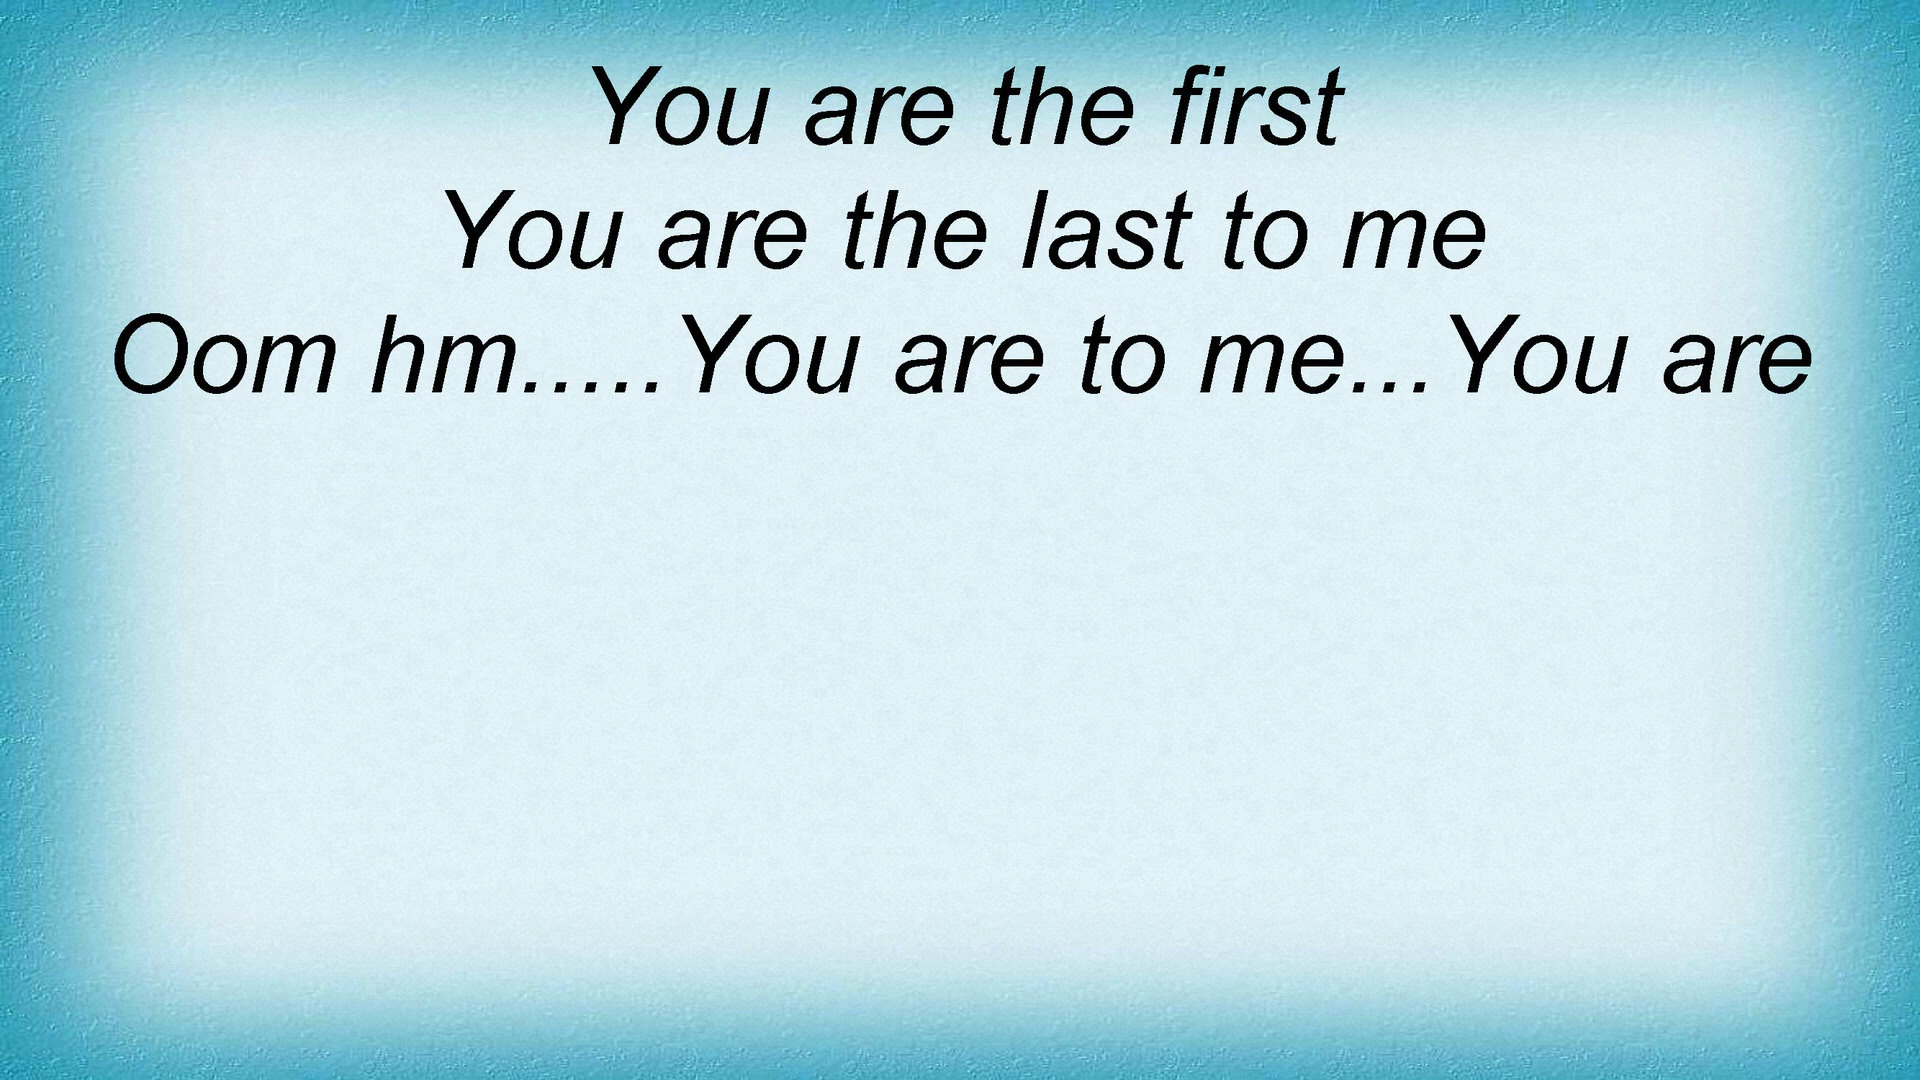 You are the first
You are the last to me
Oom hm.....You are to me...You are